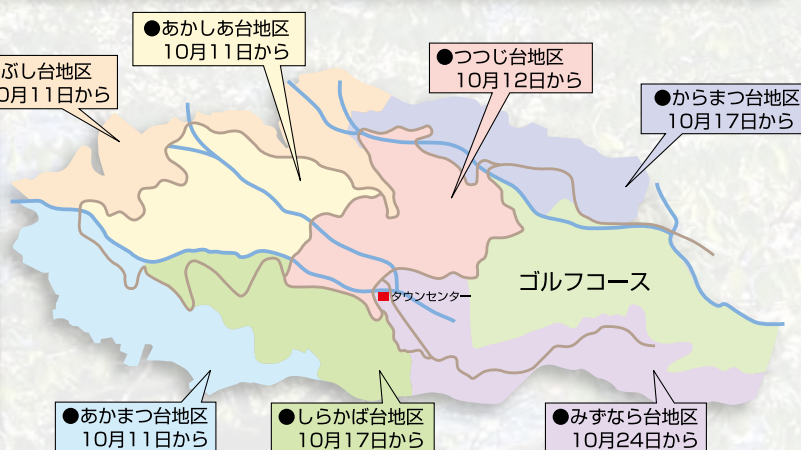 ●あかしあ台地区
10月11日から
ぶし台地区
0月11日から
●つつじ台地区
10月12日から
●からまつ台地区
10月17日から
ゴルフコース
タウンセンター
●あかまつ台地区
10月11日から
●しらかば台地区
10月17日から
●みずなら台地区
10月24日から